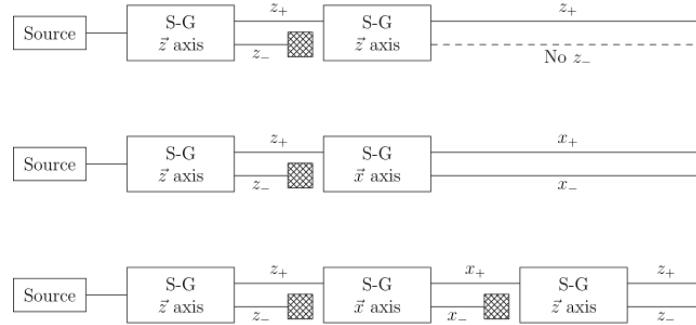 z₊ z₊
Source S-G z⃗ axis z₋ S-G z⃗ axis No z₋
z₊ x₊
Source S-G z⃗ axis z₋ S-G x⃗ axis x₋
z₊ x₊ z₊
Source S-G z⃗ axis z₋ S-G x⃗ axis x₋ S-G z⃗ axis z₋